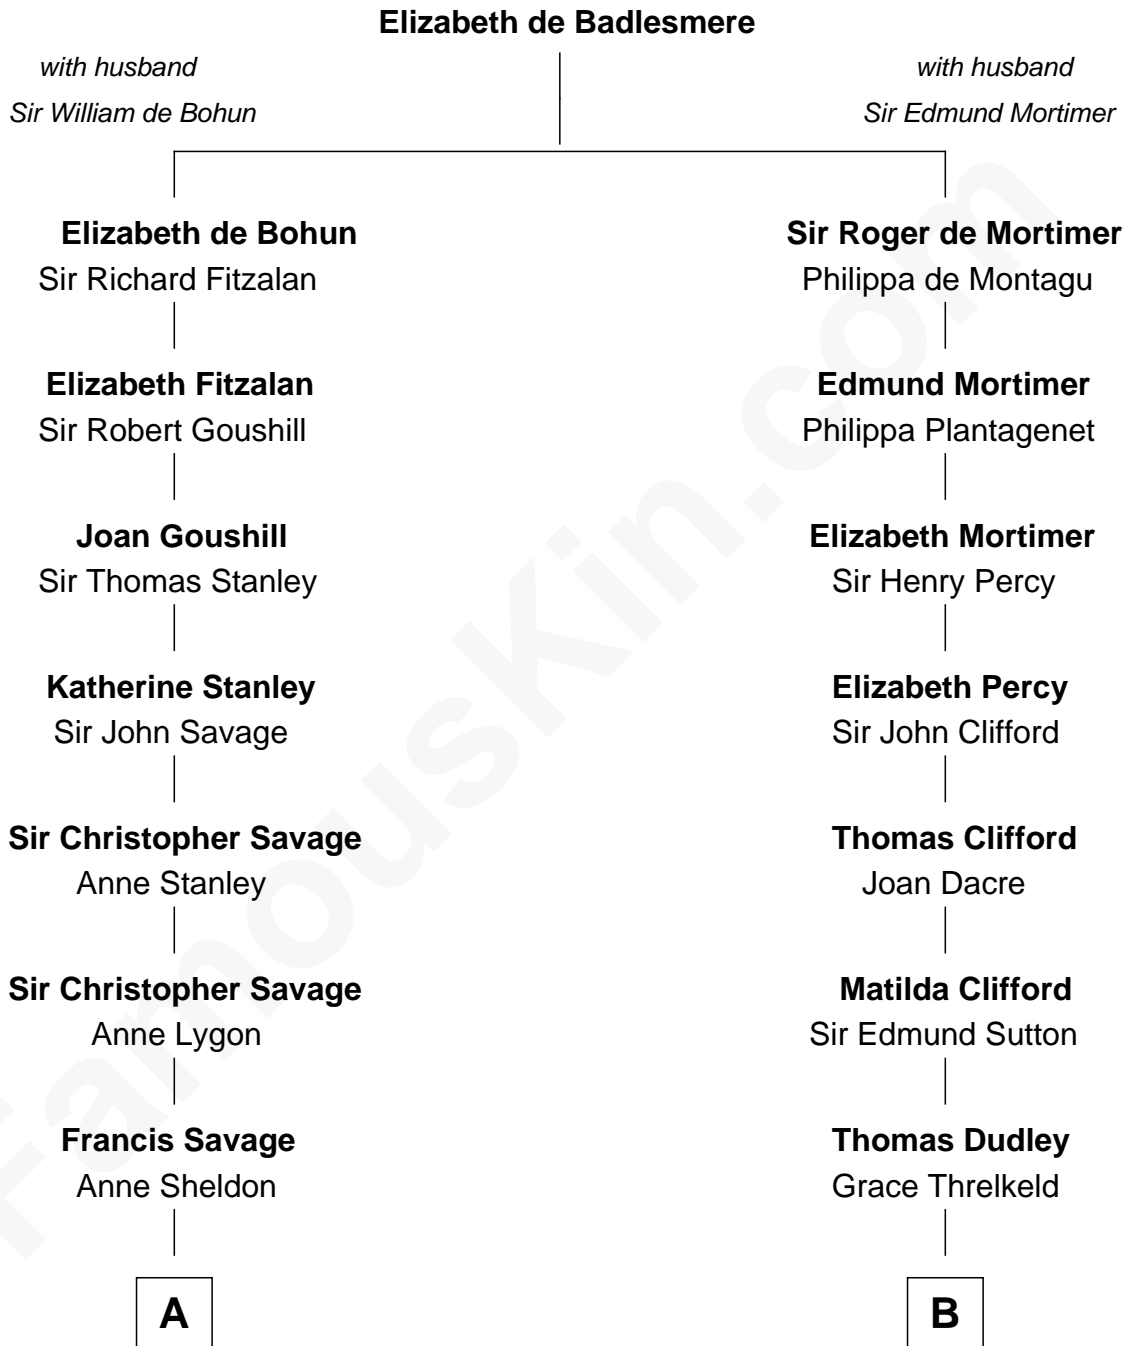 Elizabeth de Badlesmere
with husband
Sir William de Bohun
with husband
Sir Edmund Mortimer
Elizabeth de Bohun
Sir Richard Fitzalan
Sir Roger de Mortimer
Philippa de Montagu
Elizabeth Fitzalan
Sir Robert Goushill
Edmund Mortimer
Philippa Plantagenet
Joan Goushill
Sir Thomas Stanley
Elizabeth Mortimer
Sir Henry Percy
Katherine Stanley
Sir John Savage
Elizabeth Percy
Sir John Clifford
Sir Christopher Savage
Anne Stanley
Thomas Clifford
Joan Dacre
Sir Christopher Savage
Anne Lygon
Matilda Clifford
Sir Edmund Sutton
Francis Savage
Anne Sheldon
Thomas Dudley
Grace Threlkeld
A
B
FamousKin.com